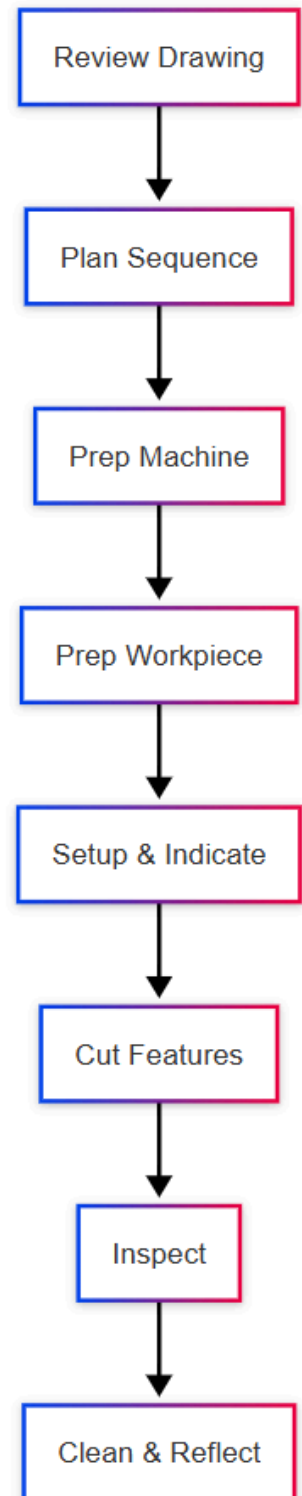 Review Drawing
Plan Sequence
Prep Machine
Prep Workpiece
Setup & Indicate
Cut Features
Inspect
Clean & Reflect